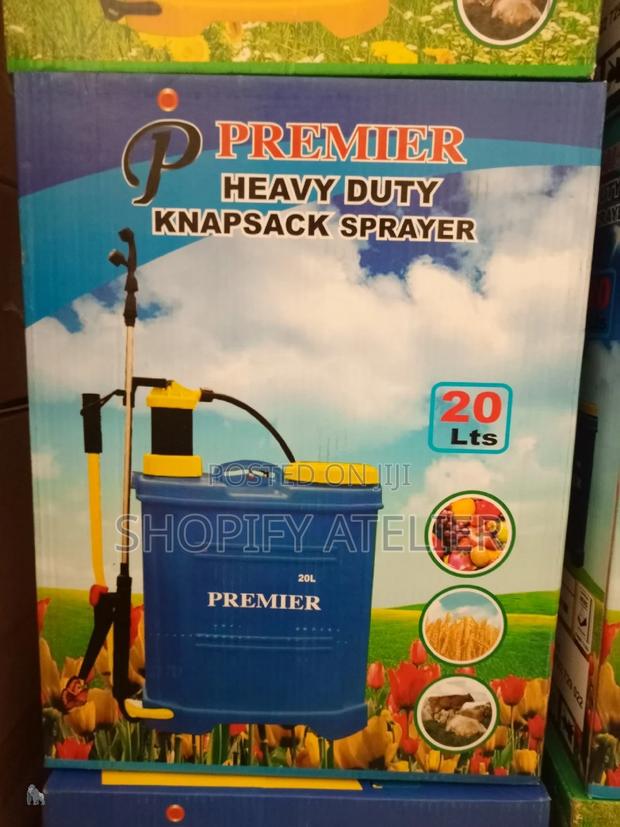 PREMIER
HEAVY DUTY
KNAPSACK SPRAYER
20
Lts
POSTED ON JIJI
SHOPIFY ATELIER
20L
PREMIER